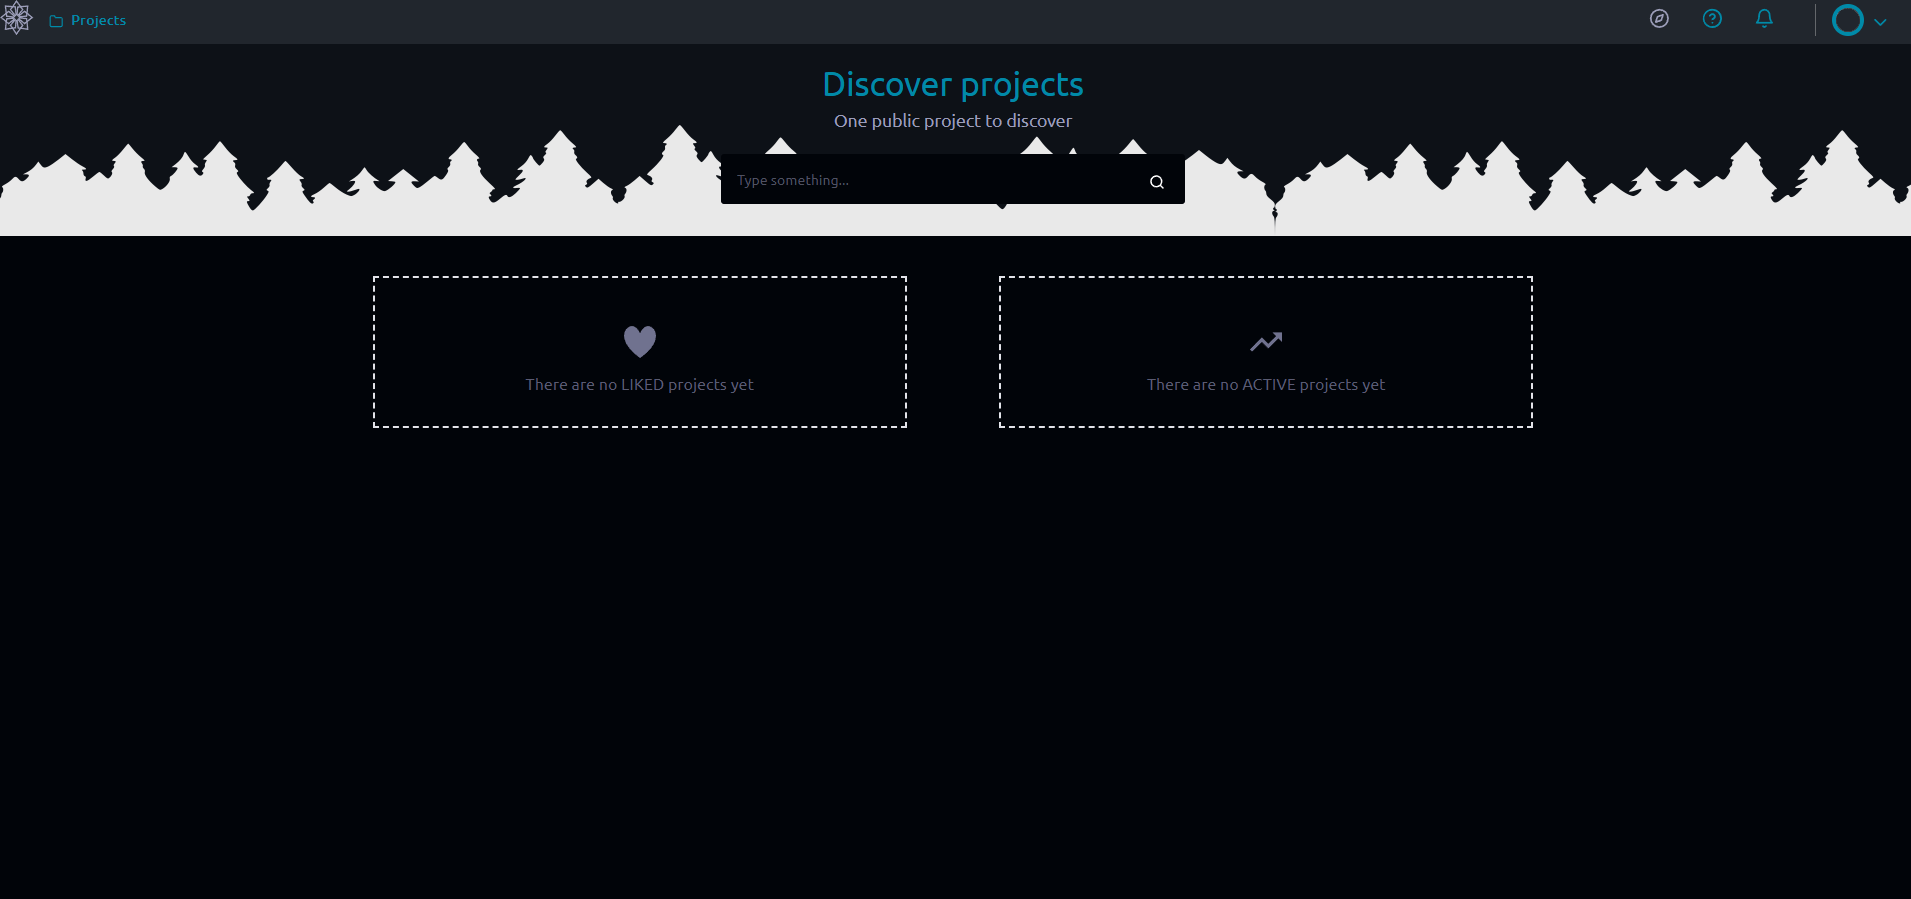 Projects
Discover projects
One public project to discover
Type something...
There are no LIKED projects yet
There are no ACTIVE projects yet